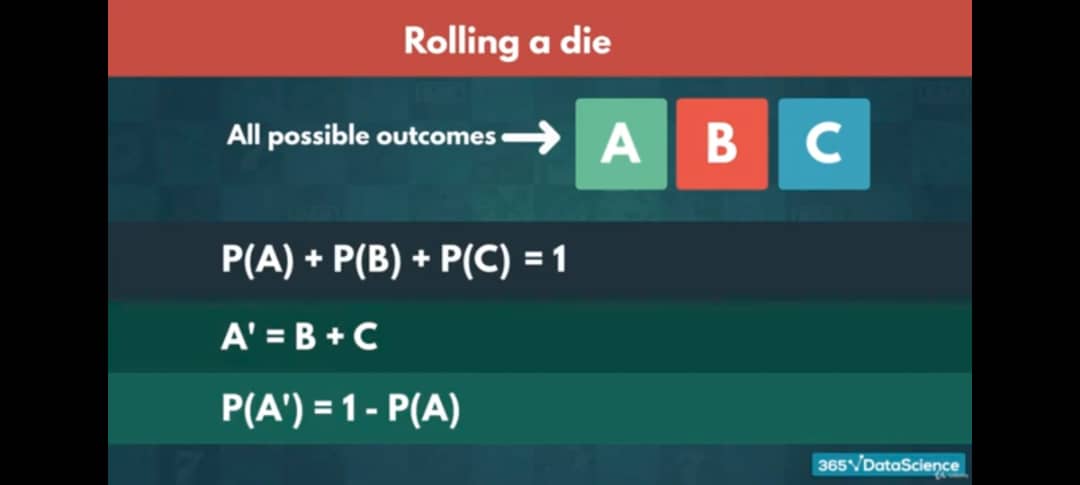 Rolling a die
All possible outcomes → A B C
P(A) + P(B) + P(C) = 1
A' = B + C
P(A') = 1 - P(A)
365√DataScience